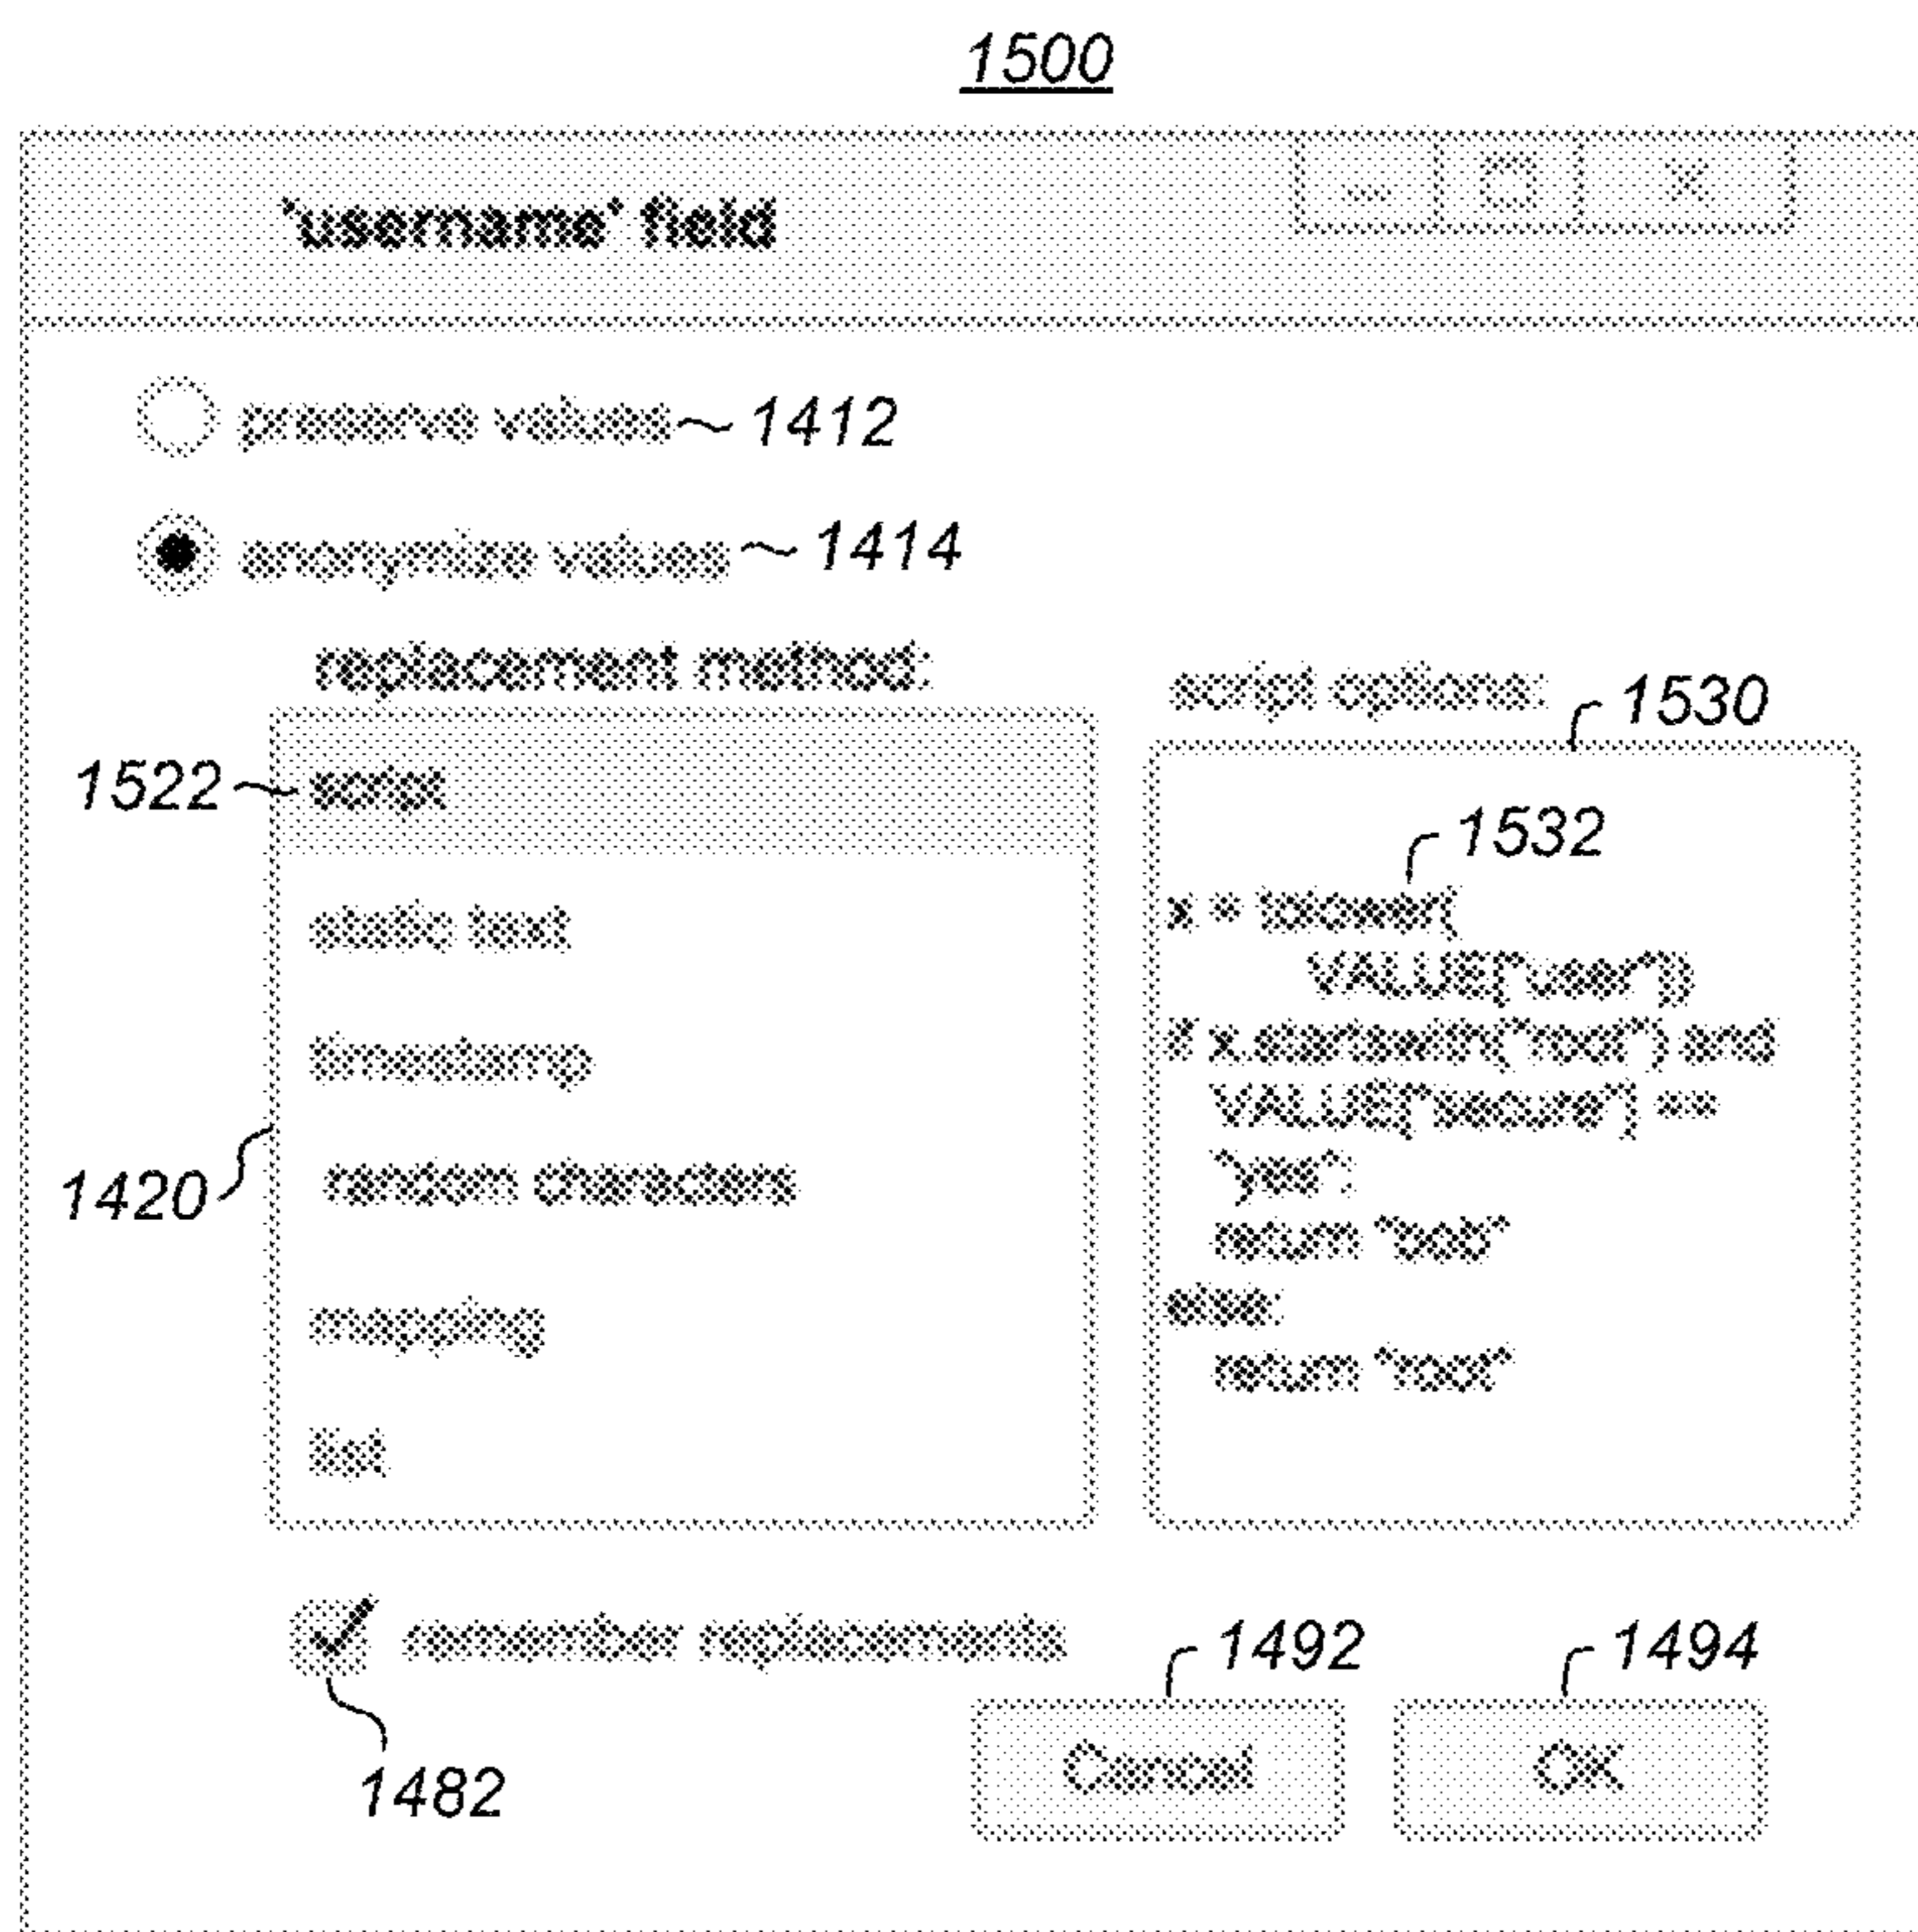 1500
'username' field
preserve values 1412
anonymize values 1414
replacement method:
script options: 1530
1522 script
1532
x = tolower(
VALUE["user"])
if x.startswith("root") and
VALUE["secure"] ==
"yes":
return "bob"
else:
return "root"
static text
timestamp
1420
random characters
mapping
list
remember replacements
1482
1492
Cancel
1494
OK